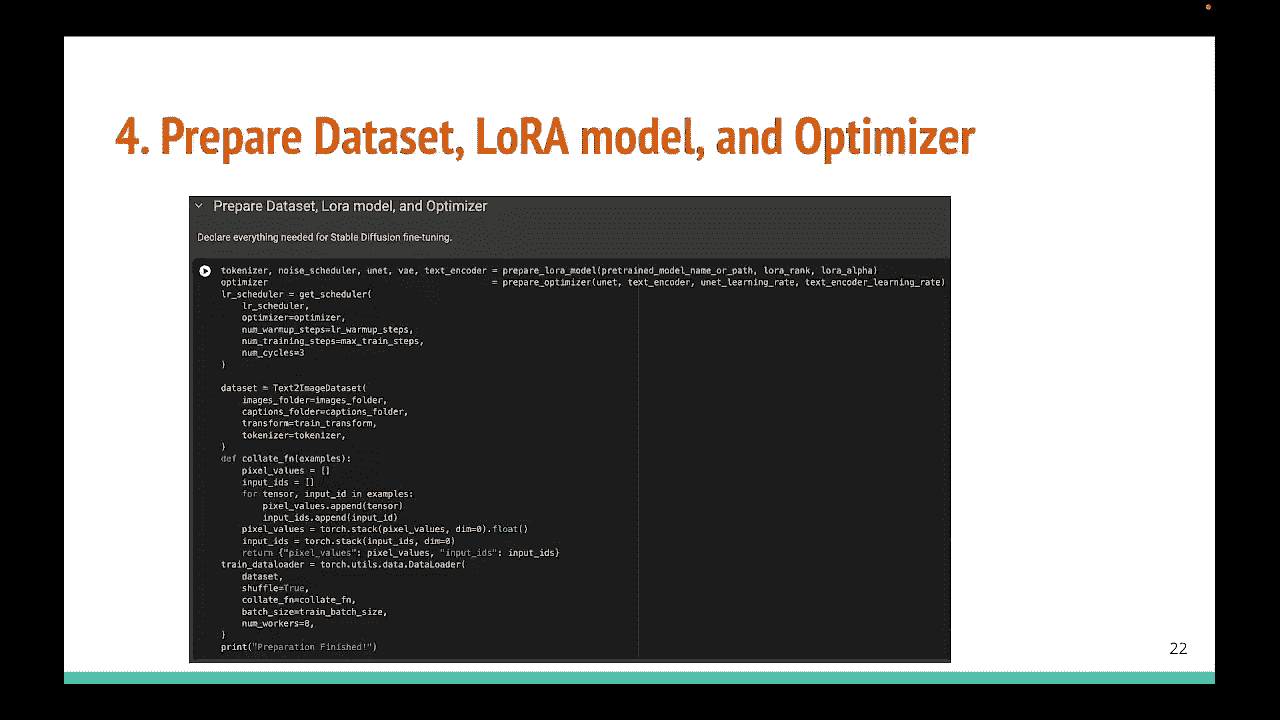 4. Prepare Dataset, LoRA model, and Optimizer
Prepare Dataset, Lora model, and Optimizer
Declare everything needed for Stable Diffusion fine-tuning.
tokenizer, noise_scheduler, unet, vae, text_encoder = prepare_lora_model(pretrained_model_name_or_path, lora_rank, lora_alpha)
optimizer = prepare_optimizer(unet, text_encoder, unet_learning_rate, text_encoder_learning_rate)
lr_scheduler = get_scheduler(
lr_scheduler,
optimizer=optimizer,
num_warmup_steps=lr_warmup_steps,
num_training_steps=max_train_steps,
num_cycles=3
)
dataset = Text2ImageDataset(
images_folder=images_folder,
captions_folder=captions_folder,
transform=train_transform,
tokenizer=tokenizer,
)
def collate_fn(examples):
pixel_values = []
input_ids = []
for tensor, input_id in examples:
pixel_values.append(tensor)
input_ids.append(input_id)
pixel_values = torch.stack(pixel_values, dim=0).float()
input_ids = torch.stack(input_ids, dim=0)
return {"pixel_values": pixel_values, "input_ids": input_ids}
train_dataloader = torch.utils.data.DataLoader(
dataset,
shuffle=True,
collate_fn=collate_fn,
batch_size=train_batch_size,
num_workers=8,
)
print("Preparation Finished!")
22